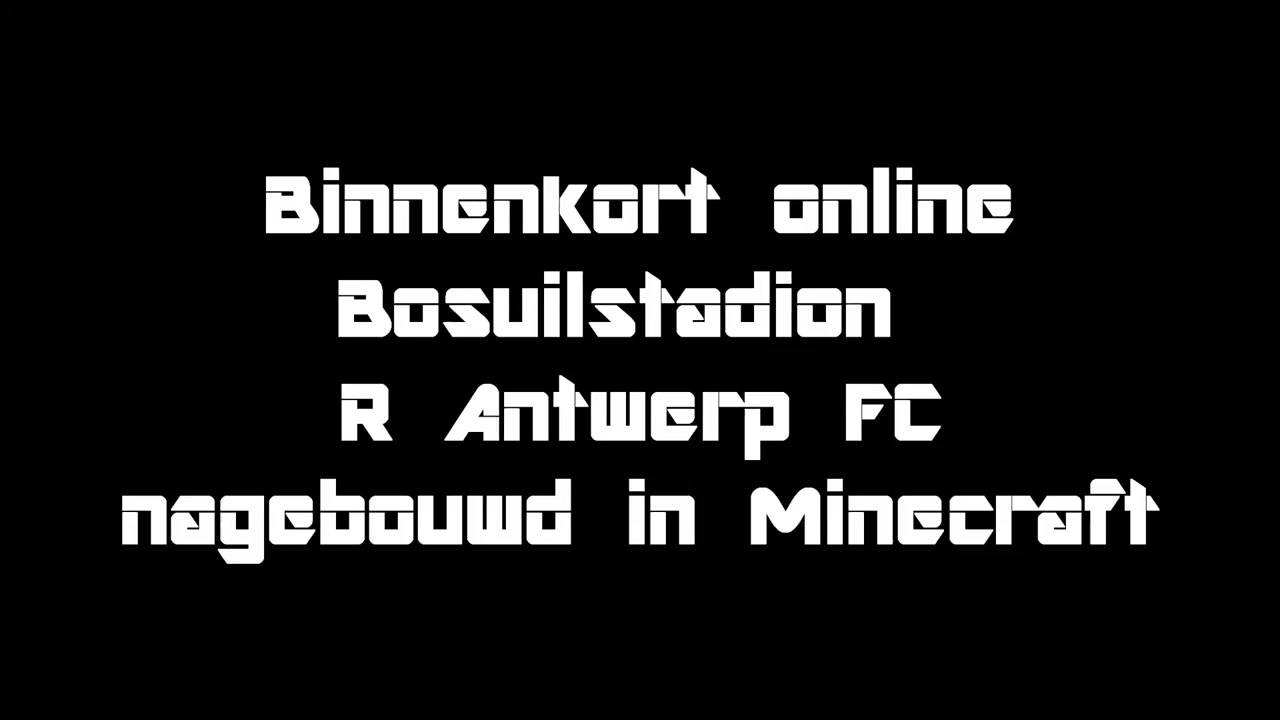 Binnenkort online
Bosuilstadion
R Antwerp FC
nagebouwd in Minecraft